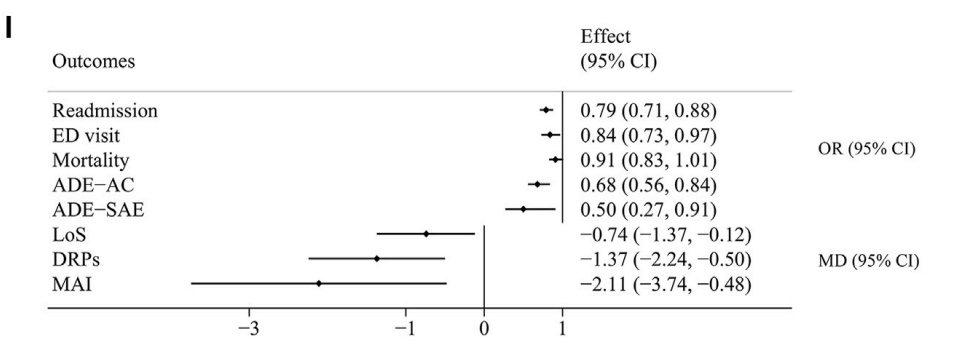 I
Effect
Outcomes (95% CI)
Readmission 0.79 (0.71, 0.88)
ED visit 0.84 (0.73, 0.97)
OR (95% CI)
Mortality 0.91 (0.83, 1.01)
ADE−AC 0.68 (0.56, 0.84)
ADE−SAE 0.50 (0.27, 0.91)
LoS −0.74 (−1.37, −0.12)
DRPs −1.37 (−2.24, −0.50) MD (95% CI)
MAI −2.11 (−3.74, −0.48)
−3 −1 0 1